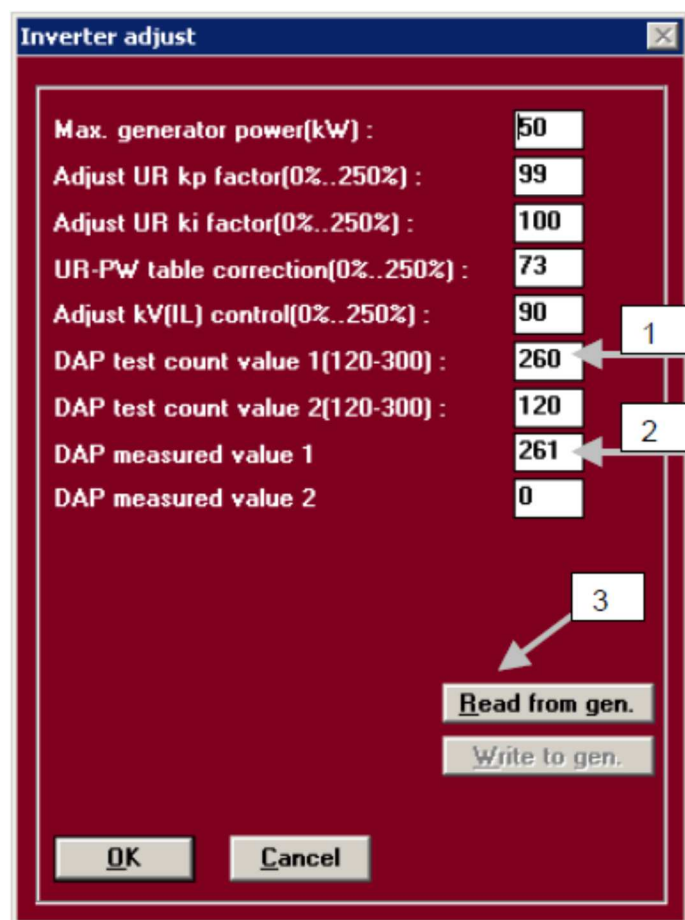 Inverter adjust
Max. generator power(kW) : 50
Adjust UR kp factor(0%..250%) : 99
Adjust UR ki factor(0%..250%) : 100
UR-PW table correction(0%..250%) : 73
Adjust kV(IL) control(0%..250%) : 90
1
DAP test count value 1(120-300) : 260
DAP test count value 2(120-300) : 120
2
DAP measured value 1 261
DAP measured value 2 0
3
Read from gen.
Write to gen.
OK Cancel